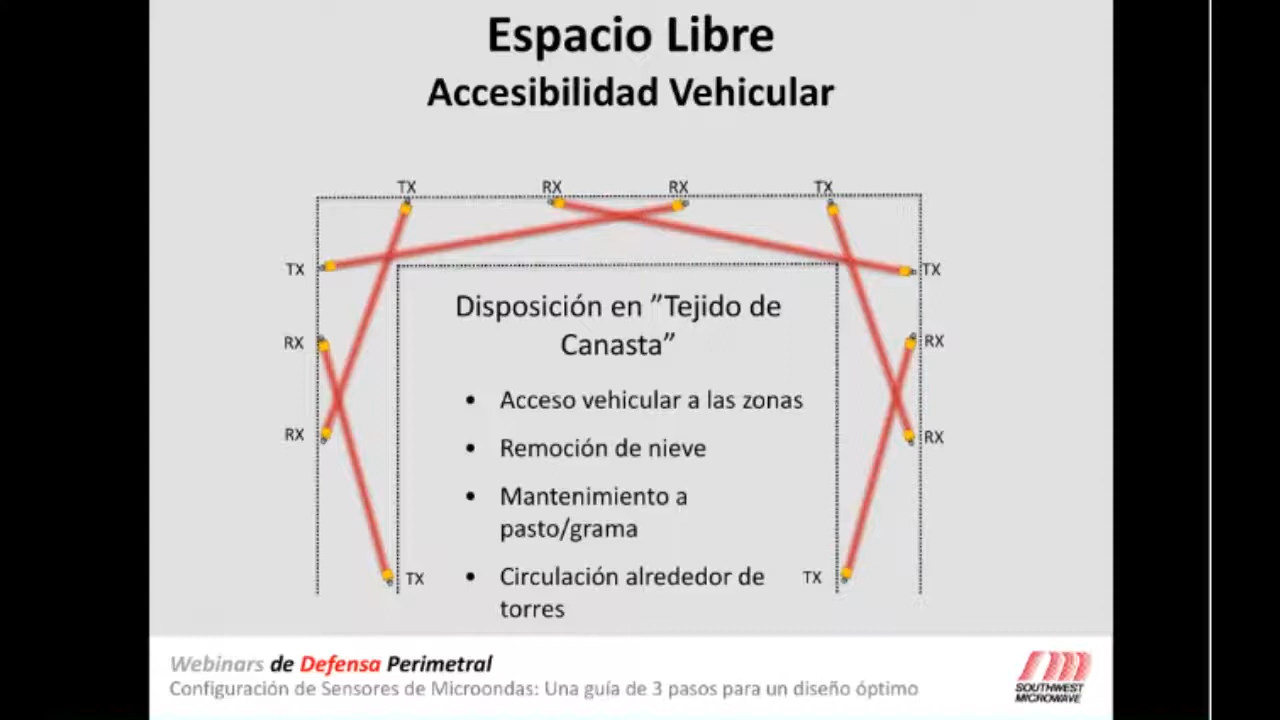 Espacio Libre
Accesibilidad Vehicular
TX RX RX TX
TX TX
RX RX
RX RX
Disposición en ”Tejido de
Canasta”
• Acceso vehicular a las zonas
• Remoción de nieve
• Mantenimiento a
pasto/grama
• Circulación alrededor de
torres
TX TX
Webinars de Defensa Perimetral
Configuración de Sensores de Microondas: Una guía de 3 pasos para un diseño óptimo
SOUTHWEST
MICROWAVE